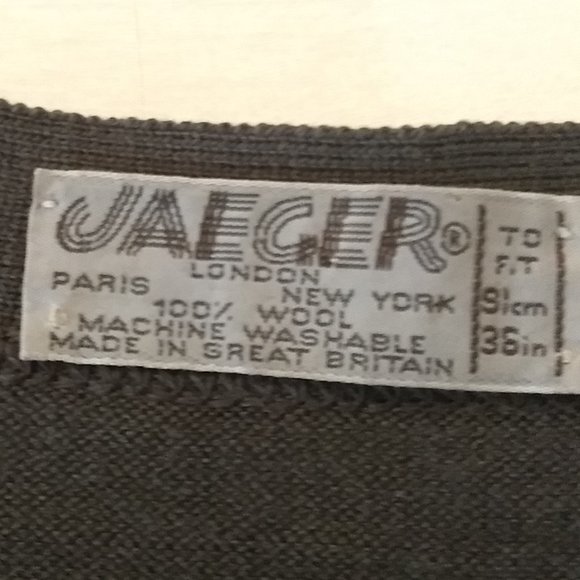 JAEGER®
LONDON
PARIS NEW YORK
100% WOOL
MACHINE WASHABLE
MADE IN GREAT BRITAIN
TO
FIT
91cm
36in